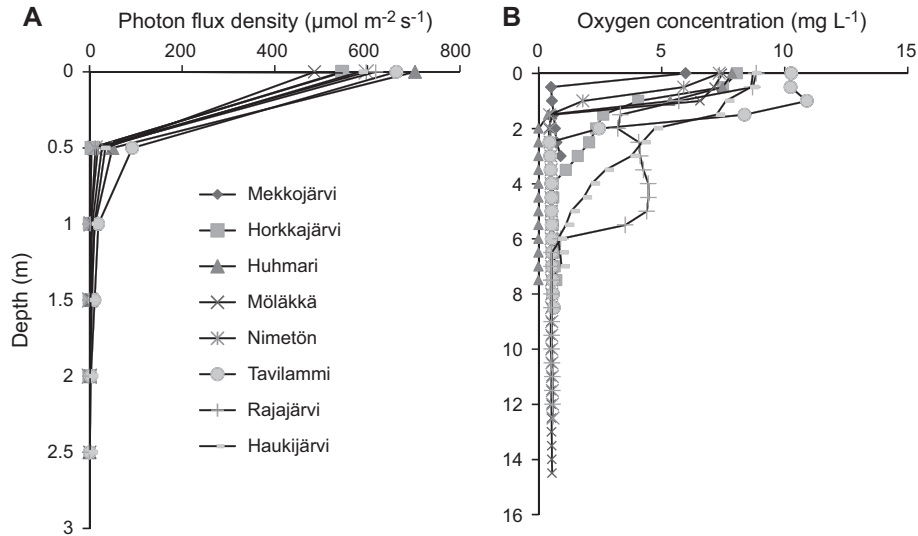 A
Photon flux density (µmol m-2 s-1)
0 200 400 600 800
0
0.5
1
1.5
2
2.5
3
Depth (m)
Mekkojärvi
Horkkajärvi
Huhmari
Möläkkä
Nimetön
Tavilammi
Rajajärvi
Haukijärvi
B
Oxygen concentration (mg L-1)
0 5 10 15
0
2
4
6
8
10
12
14
16